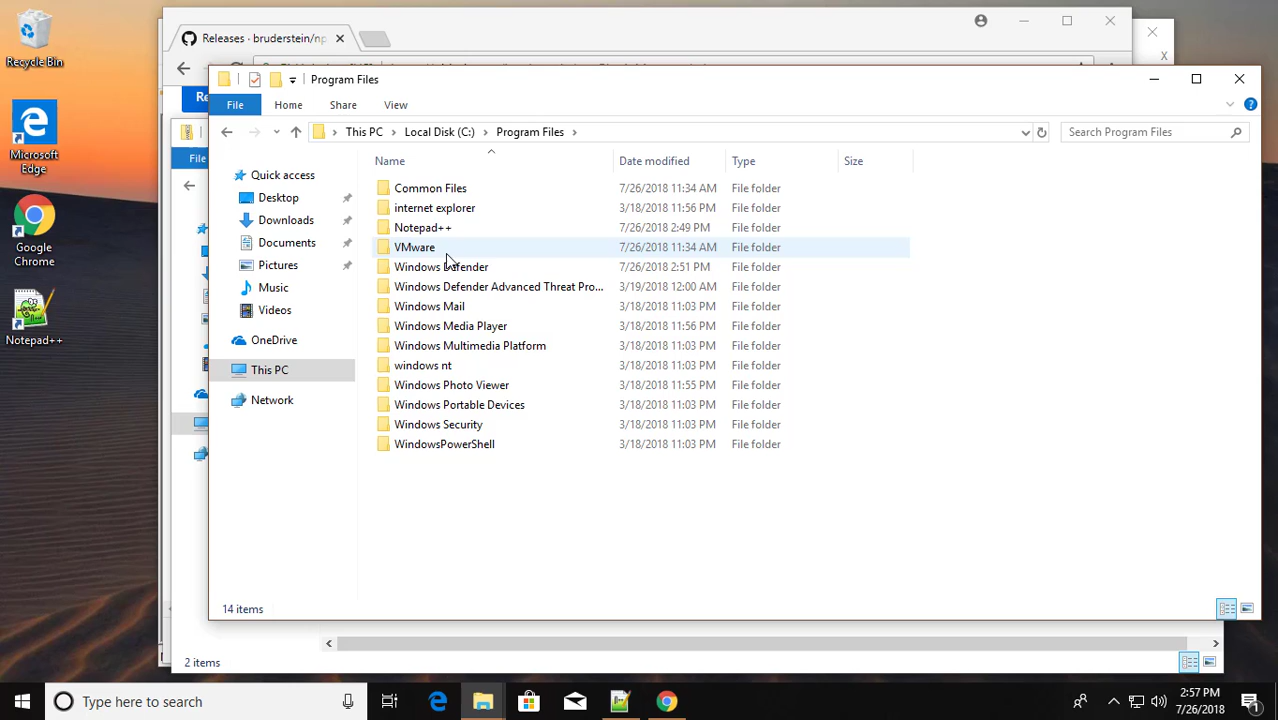 Recycle Bin
Microsoft
Edge
Google
Chrome
Notepad++
Releases · bruderstein/np
File
Program Files
File Home Share View
This PC Local Disk (C:) Program Files
Search Program Files
Quick access
Desktop
Downloads
Documents
Pictures
Music
Videos
OneDrive
This PC
Network
Name Date modified Type Size
Common Files 7/26/2018 11:34 AM File folder
internet explorer 3/18/2018 11:56 PM File folder
Notepad++ 7/26/2018 2:49 PM File folder
VMware 7/26/2018 11:34 AM File folder
Windows Defender 7/26/2018 2:51 PM File folder
Windows Defender Advanced Threat Pro... 3/19/2018 12:00 AM File folder
Windows Mail 3/18/2018 11:03 PM File folder
Windows Media Player 3/18/2018 11:56 PM File folder
Windows Multimedia Platform 3/18/2018 11:03 PM File folder
windows nt 3/18/2018 11:03 PM File folder
Windows Photo Viewer 3/18/2018 11:55 PM File folder
Windows Portable Devices 3/18/2018 11:03 PM File folder
Windows Security 3/18/2018 11:03 PM File folder
WindowsPowerShell 3/18/2018 11:03 PM File folder
14 items
2 items
Type here to search
2:57 PM
7/26/2018
1